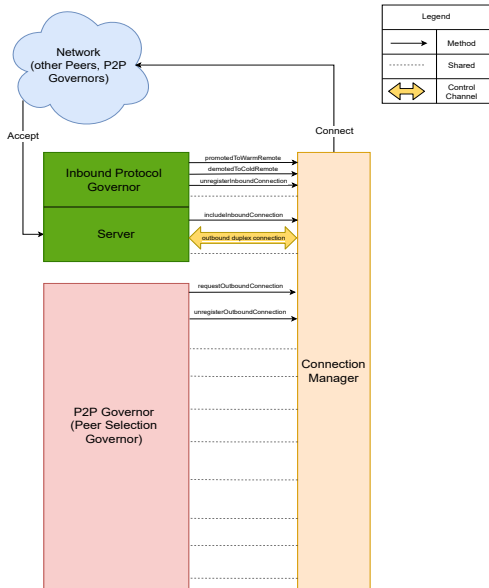 Legend
Method
Shared
Control
Channel
Network
(other Peers, P2P
Governors)
Accept
Connect
Inbound Protocol
Governor
promotedToWarmRemote
demotedToColdRemote
unregisterInboundConnection
Server
includeInboundConnection
outbound duplex connection
requestOutboundConnection
unregisterOutboundConnection
Connection
Manager
P2P Governor
(Peer Selection
Governor)